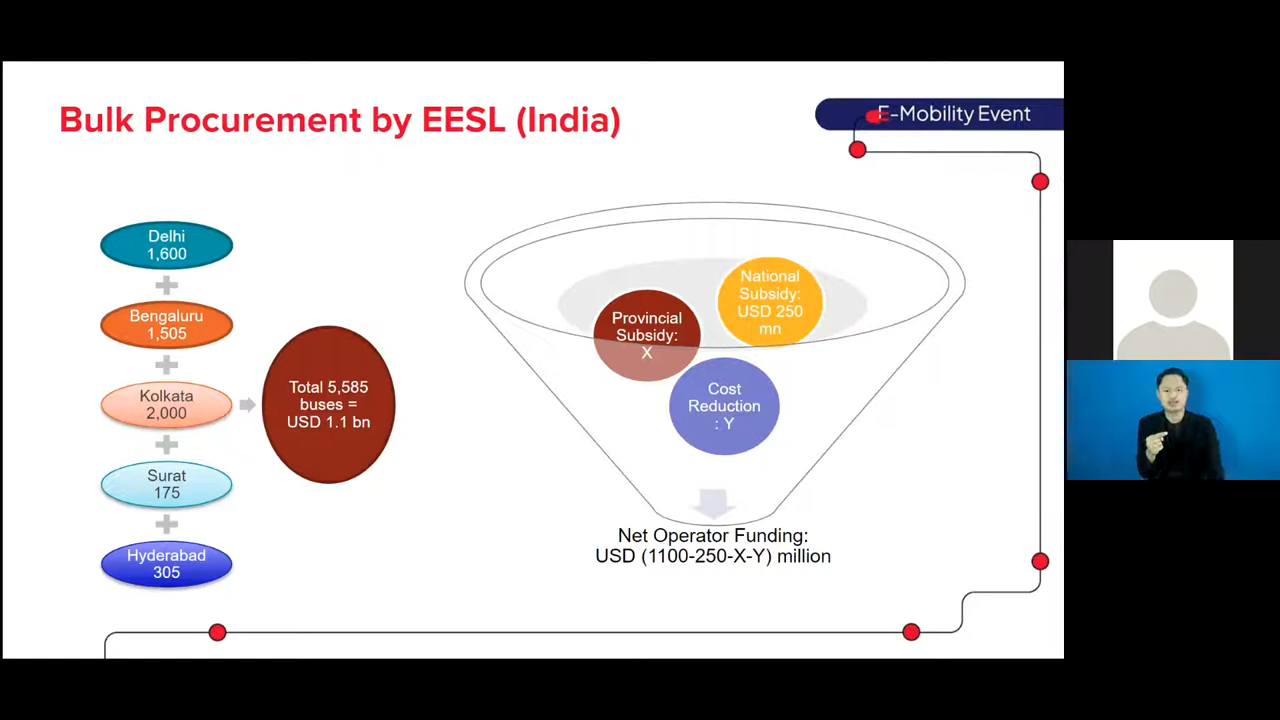 Bulk Procurement by EESL (India)
E-Mobility Event
Delhi
1,600
Bengaluru
1,505
Kolkata
2,000
Surat
175
Hyderabad
305
Total 5,585
buses =
USD 1.1 bn
National
Subsidy:
USD 250
mn
Provincial
Subsidy:
X
Cost
Reduction
: Y
Net Operator Funding:
USD (1100-250-X-Y) million